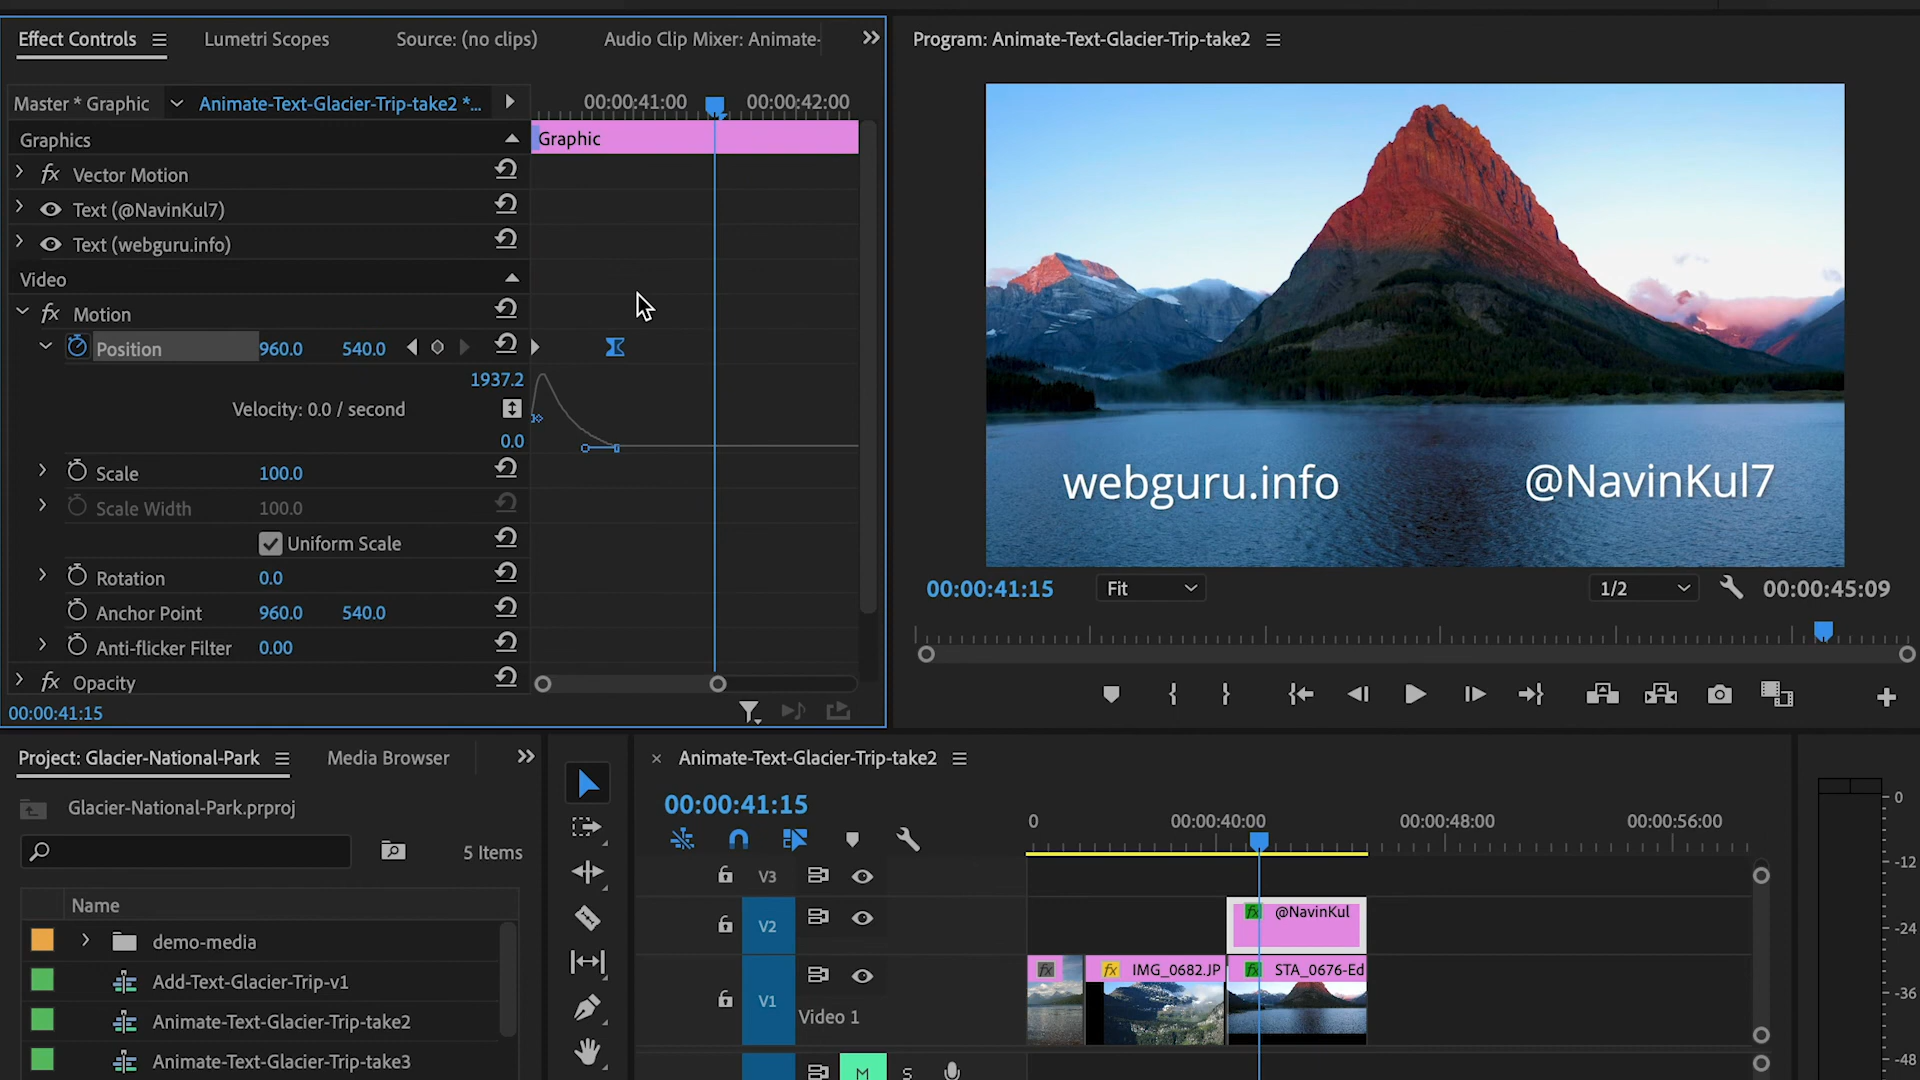 Effect Controls
Lumetri Scopes
Source: (no clips)
Audio Clip Mixer: Animate-
Program: Animate-Text-Glacier-Trip-take2
Master * Graphic
Animate-Text-Glacier-Trip-take2 *...
00:00:41:00
00:00:42:00
Graphics
Graphic
fx Vector Motion
Text (@NavinKul7)
Text (webguru.info)
Video
fx Motion
Position 960.0 540.0
1937.2
Velocity: 0.0 / second
0.0
Scale 100.0
Scale Width 100.0
Uniform Scale
Rotation 0.0
Anchor Point 960.0 540.0
Anti-flicker Filter 0.00
fx Opacity
00:00:41:15
webguru.info
@NavinKul7
00:00:41:15
Fit
1/2
00:00:45:09
Project: Glacier-National-Park
Media Browser
Glacier-National-Park.prproj
5 Items
Name
demo-media
Add-Text-Glacier-Trip-v1
Animate-Text-Glacier-Trip-take2
Animate-Text-Glacier-Trip-take3
× Animate-Text-Glacier-Trip-take2
00:00:41:15
0
00:00:40:00
00:00:48:00
00:00:56:00
V3
V2
fx @NavinKul
V1
Video 1
fx
fx IMG_0682.JP
fx STA_0676-Ed
M
S
0
-12
-24
-36
-48